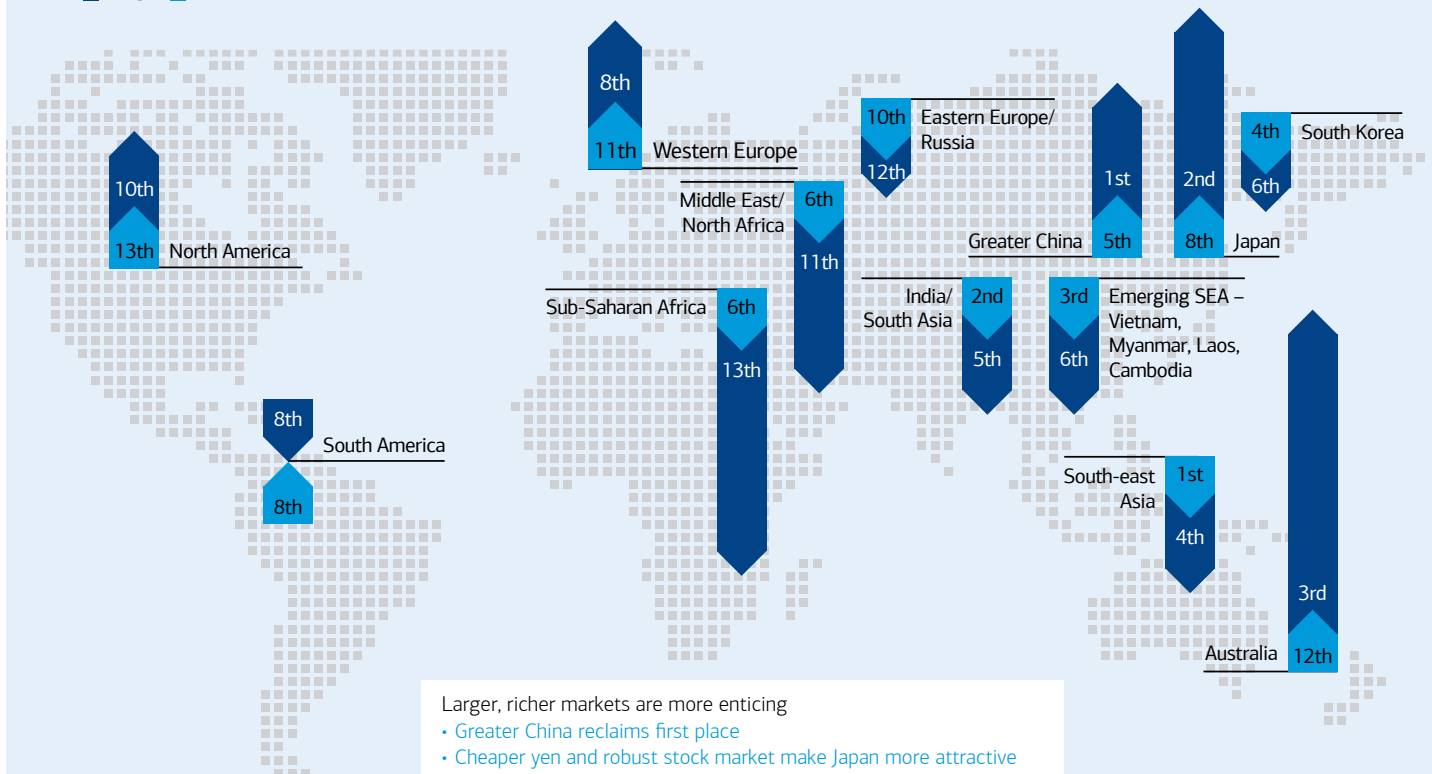 8th
11th
Western Europe
10th
Eastern Europe/
Russia
12th
4th
South Korea
6th
10th
13th
North America
Middle East/
North Africa
6th
11th
1st
Greater China
5th
2nd
8th
Japan
Sub-Saharan Africa
6th
13th
India/
South Asia
2nd
5th
3rd
6th
Emerging SEA –
Vietnam,
Myanmar, Laos,
Cambodia
8th
South America
8th
South-east
Asia
1st
4th
3rd
Australia
12th
Larger, richer markets are more enticing
• Greater China reclaims first place
• Cheaper yen and robust stock market make Japan more attractive